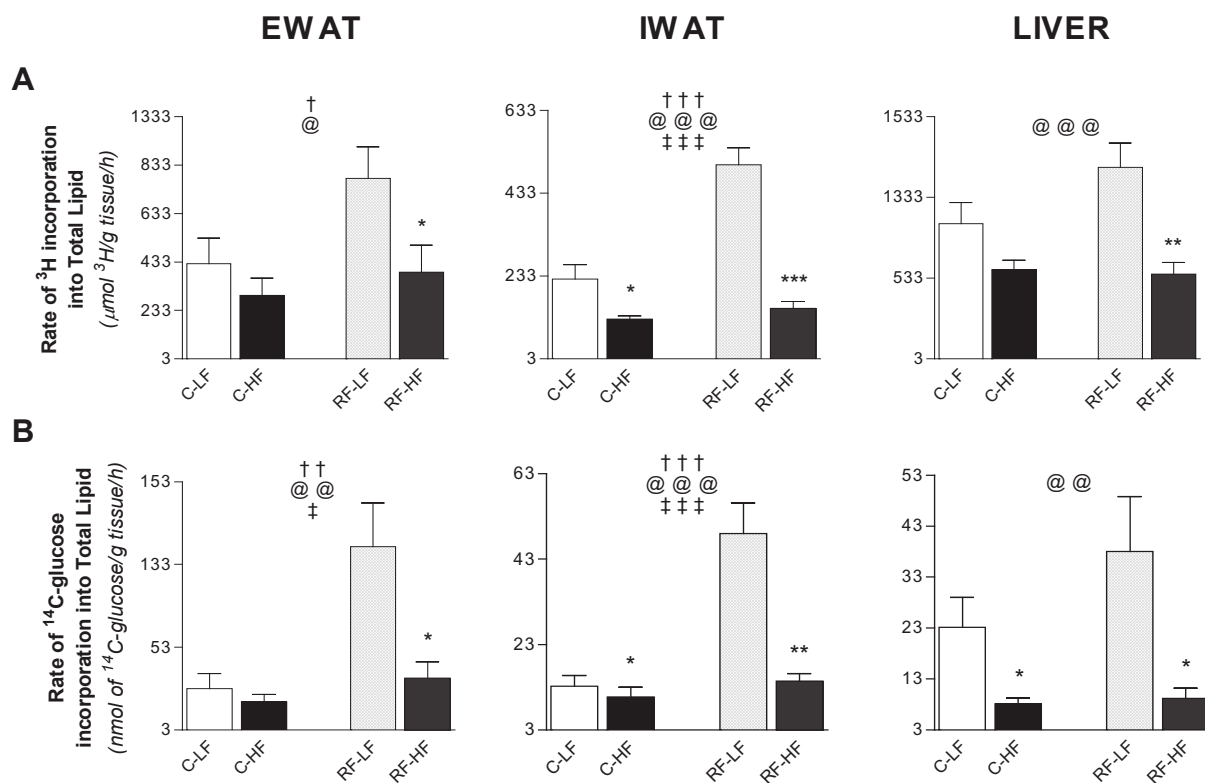 EWAT
IWAT
LIVER
A
Rate of ³H incorporation
into Total Lipid
(μmol ³H/g tissue/h)
1333
833
633
433
233
3
†
@
*
C-LF
C-HF
RF-LF
RF-HF
633
433
233
3
† † †
@ @ @
‡ ‡ ‡
*
***
C-LF
C-HF
RF-LF
RF-HF
1533
1333
533
3
@ @ @
**
C-LF
C-HF
RF-LF
RF-HF
B
Rate of ¹⁴C-glucose
incorporation into Total Lipid
(nmol of ¹⁴C-glucose/g tissue/h)
153
133
53
3
† †
@ @
‡
*
C-LF
C-HF
RF-LF
RF-HF
63
43
23
3
† † †
@ @ @
‡ ‡ ‡
*
**
C-LF
C-HF
RF-LF
RF-HF
53
43
33
23
13
3
@ @
*
*
C-LF
C-HF
RF-LF
RF-HF